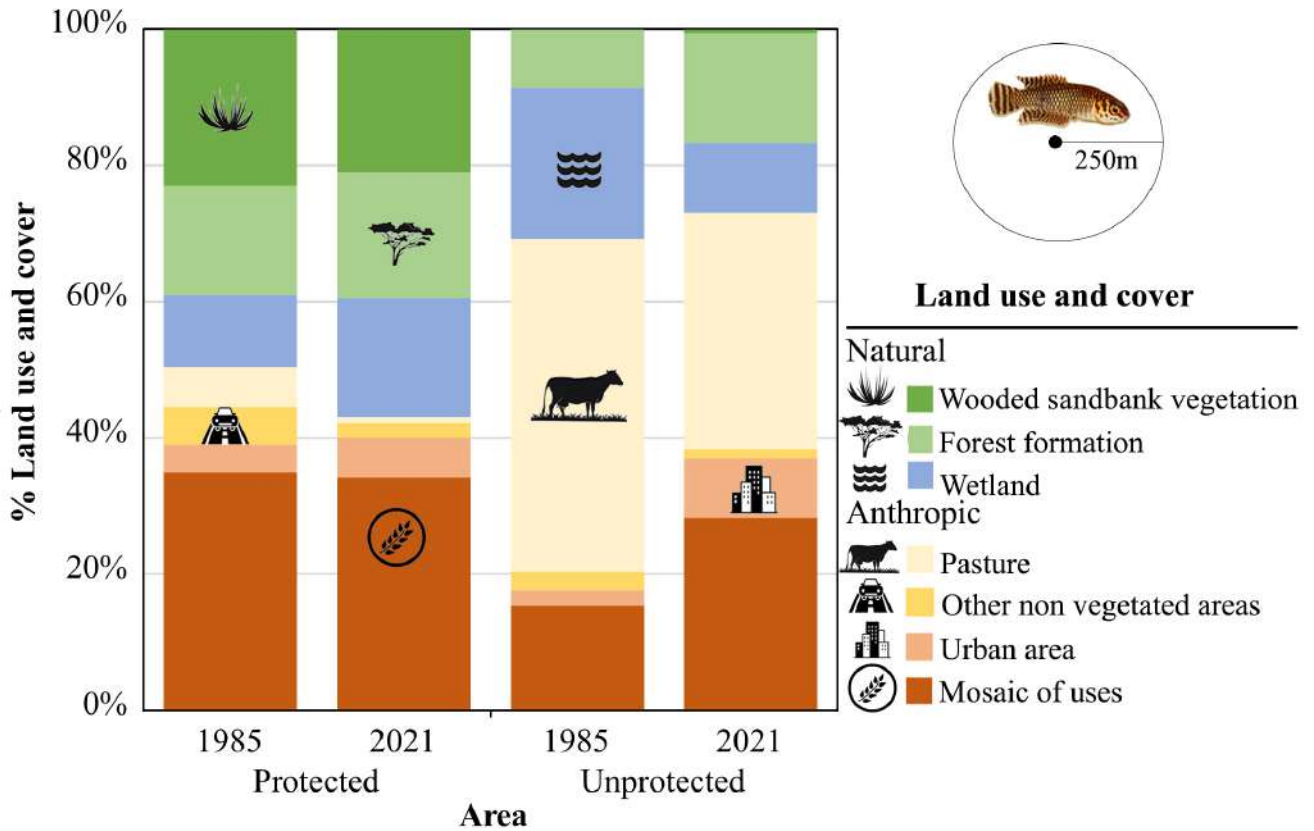 % Land use and cover
100%
80%
60%
40%
20%
0%
1985
2021
1985
2021
Protected
Unprotected
Area
250m
Land use and cover
Natural
Wooded sandbank vegetation
Forest formation
Wetland
Anthropic
Pasture
Other non vegetated areas
Urban area
Mosaic of uses